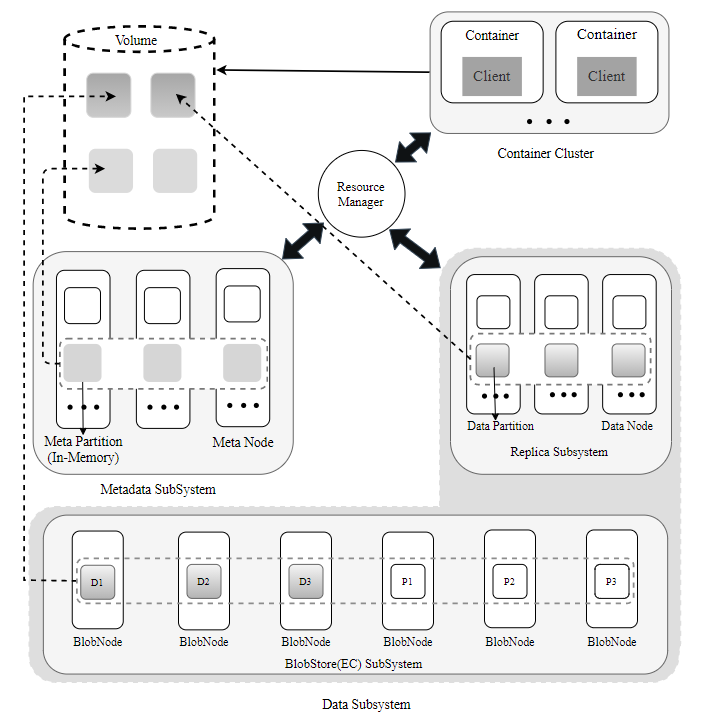 Volume
Container
Container
Client
Client
Container Cluster
Resource
Manager
Meta Partition
(In-Memory)
Meta Node
Metadata SubSystem
Data Partition
Data Node
Replica Subsystem
D1
D2
D3
P1
P2
P3
BlobNode
BlobNode
BlobNode
BlobNode
BlobNode
BlobNode
BlobStore(EC) SubSystem
Data Subsystem